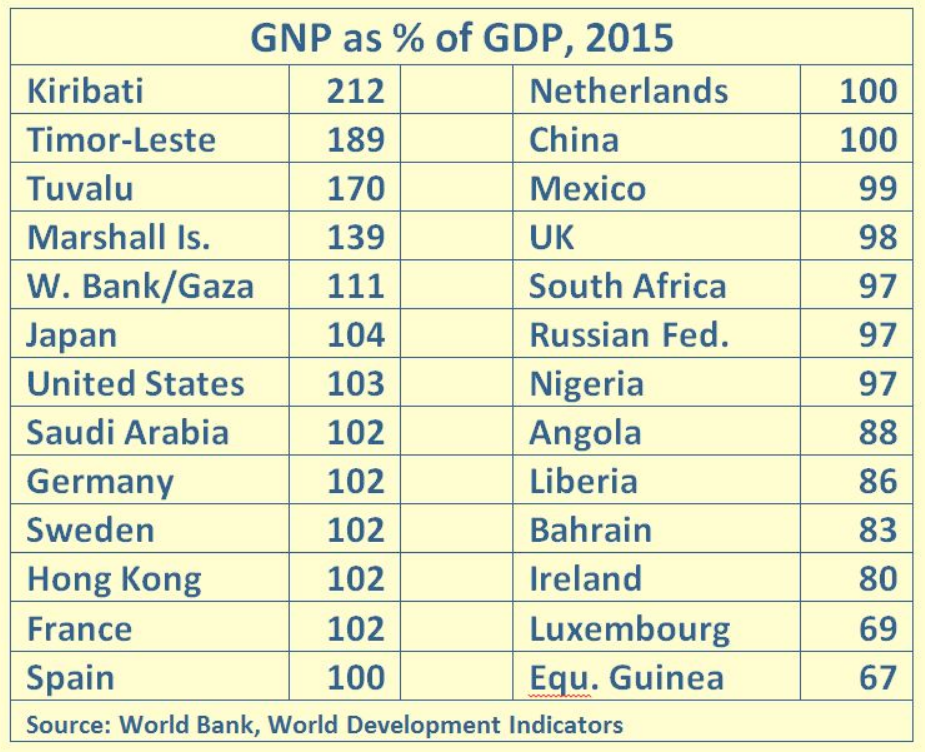 GNP as % of GDP, 2015
Kiribati 212 Netherlands 100
Timor-Leste 189 China 100
Tuvalu 170 Mexico 99
Marshall Is. 139 UK 98
W. Bank/Gaza 111 South Africa 97
Japan 104 Russian Fed. 97
United States 103 Nigeria 97
Saudi Arabia 102 Angola 88
Germany 102 Liberia 86
Sweden 102 Bahrain 83
Hong Kong 102 Ireland 80
France 102 Luxembourg 69
Spain 100 Equ. Guinea 67
Source: World Bank, World Development Indicators